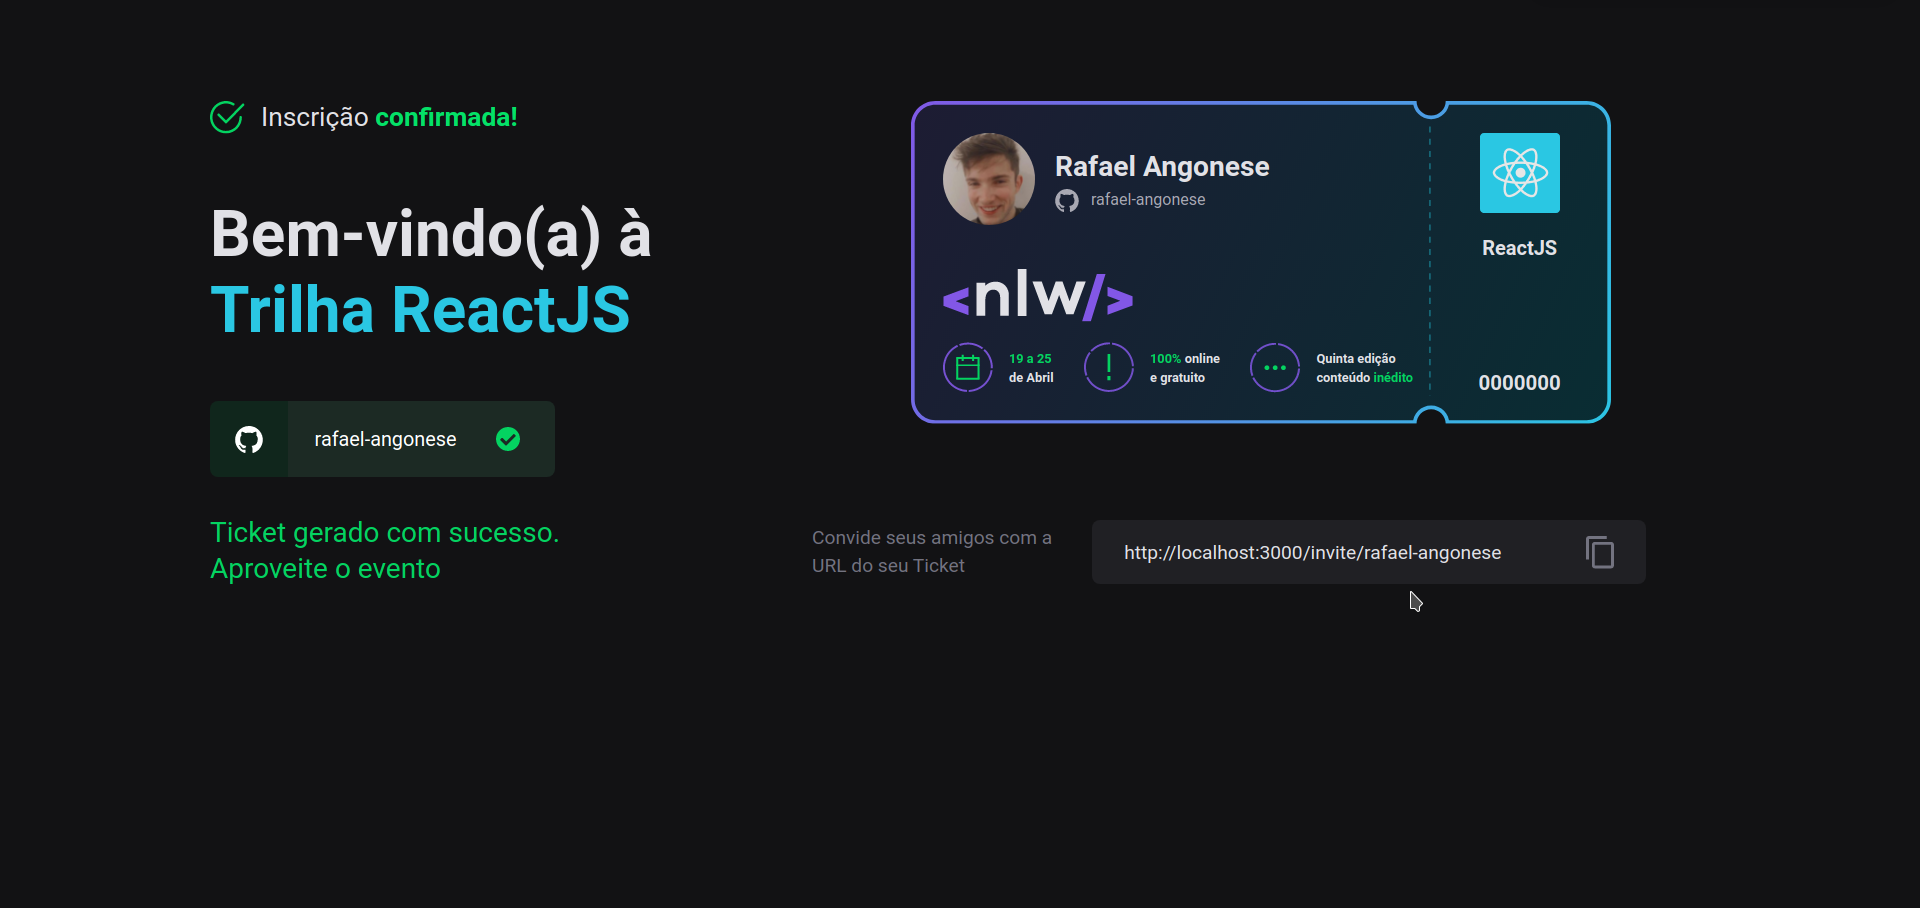 Inscrição confirmada!
Bem-vindo(a) à
Trilha ReactJS
rafael-angonese
Ticket gerado com sucesso.
Aproveite o evento
Rafael Angonese
rafael-angonese
<nlw/>
19 a 25
de Abril
100% online
e gratuito
Quinta edição
conteúdo inédito
ReactJS
0000000
Convide seus amigos com a
URL do seu Ticket
http://localhost:3000/invite/rafael-angonese